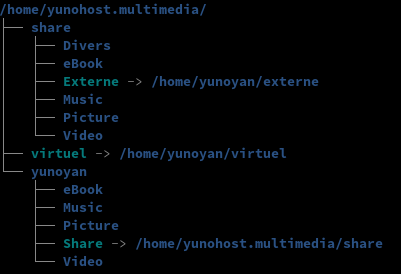 /home/yunohost.multimedia/
├── share
│   ├── Divers
│   ├── eBook
│   ├── Externe -> /home/yunoyan/externe
│   ├── Music
│   ├── Picture
│   └── Video
├── virtuel -> /home/yunoyan/virtuel
└── yunoyan
    ├── eBook
    ├── Music
    ├── Picture
    ├── Share -> /home/yunohost.multimedia/share
    └── Video